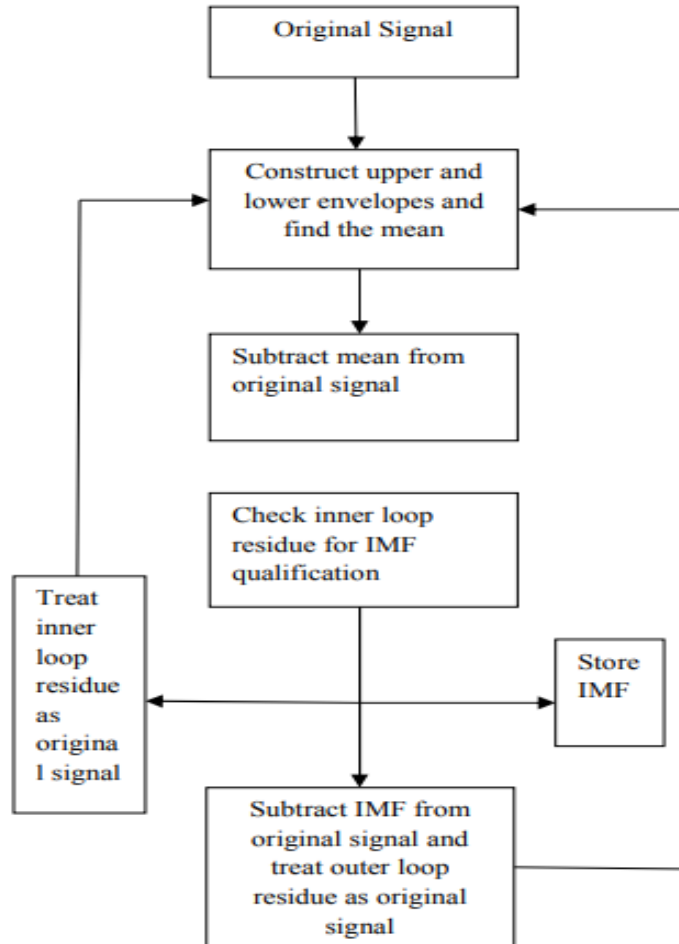 Original Signal
Construct upper and
lower envelopes and
find the mean
Subtract mean from
original signal
Check inner loop
residue for IMF
qualification
Treat
inner
loop
residue
as
origina
l signal
Store
IMF
Subtract IMF from
original signal and
treat outer loop
residue as original
signal